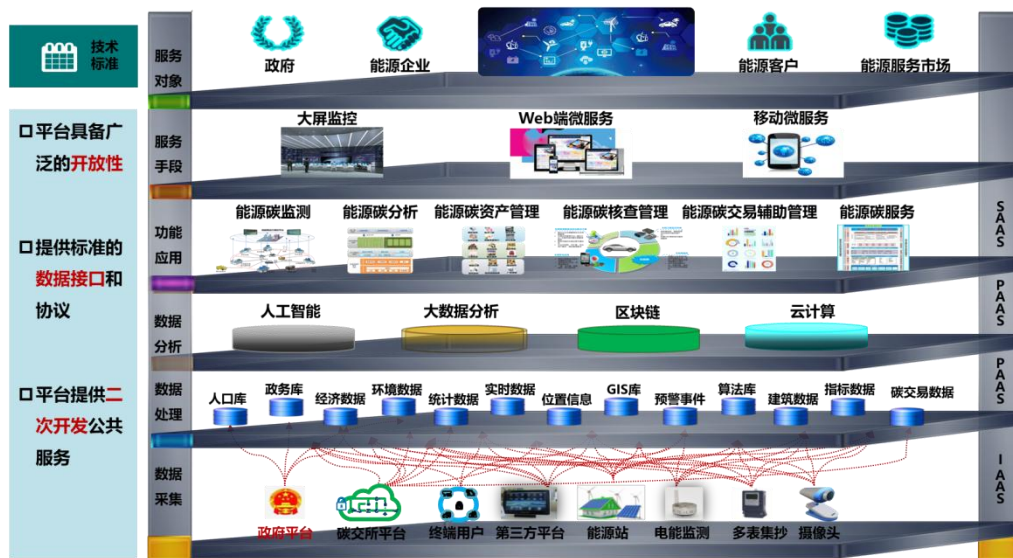 技术
标准
平台具备广
泛的开放性
提供标准的
数据接口和
协议
平台提供二
次开发公共
服务
服务
对象
政府
能源企业
能源客户
能源服务市场
服务
手段
大屏监控
Web端微服务
移动微服务
功能
应用
能源碳监测
能源碳分析
能源碳资产管理
能源碳核查管理
能源碳交易辅助管理
能源碳服务
SAAS
数据
分析
人工智能
大数据分析
区块链
云计算
PAAS
数据
处理
人口库
政务库
经济数据
环境数据
统计数据
实时数据
位置信息
GIS库
预警事件
算法库
建筑数据
指标数据
碳交易数据
PAAS
数据
采集
政府平台
碳交所平台
终端用户
第三方平台
能源站
电能监测
多表集抄
摄像头
IAAS